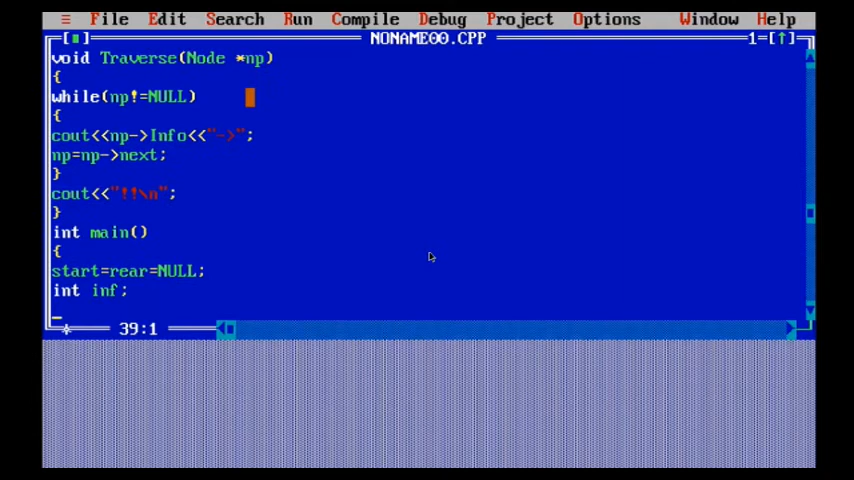 ≡ File Edit Search Run Compile Debug Project Options Window Help
[■] NONAME00.CPP 1=[↑]
void Traverse(Node *np)
{
while(np!=NULL)
{
cout<<np->Info<<"->";
np=np->next;
}
cout<<"!!\n";
}
int main()
{
start=rear=NULL;
int inf;
39:1